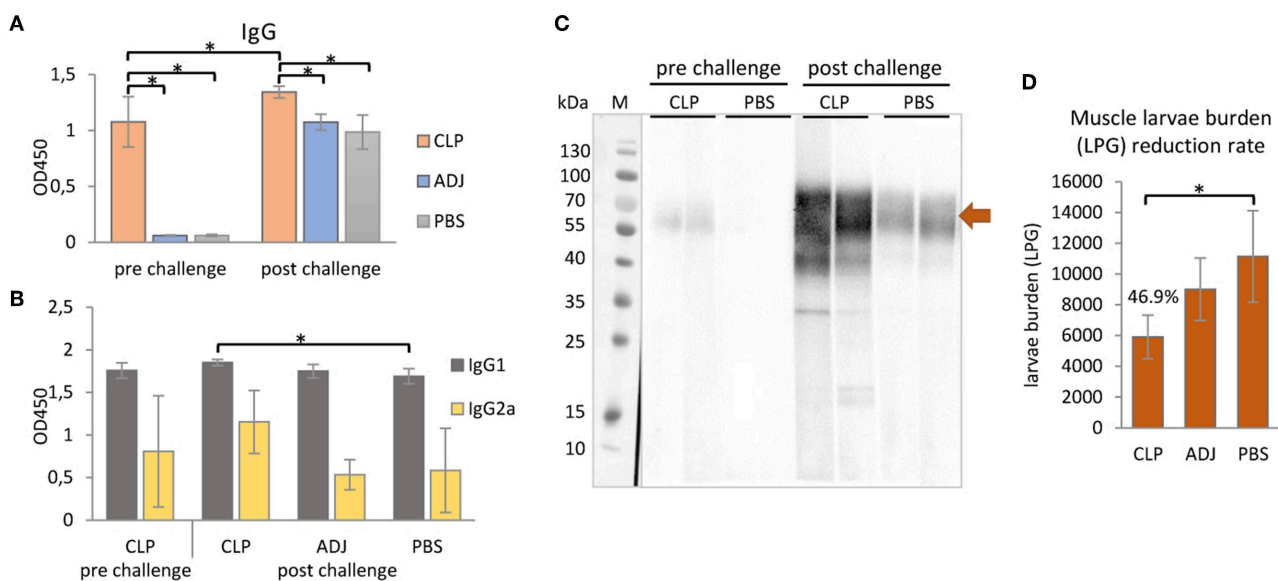 A
IgG
*
*
*
*
*
1,5
1
0,5
0
OD450
pre challenge
post challenge
CLP
ADJ
PBS
B
2,5
2
1,5
1
0,5
0
OD450
*
IgG1
IgG2a
CLP
CLP
ADJ
PBS
pre challenge
post challenge
C
pre challenge
post challenge
kDa
M
CLP
PBS
CLP
PBS
130
100
70
55
40
35
25
15
10
D
Muscle larvae burden
(LPG) reduction rate
16000
14000
12000
10000
8000
6000
4000
2000
0
larvae burden (LPG)
*
46.9%
CLP
ADJ
PBS